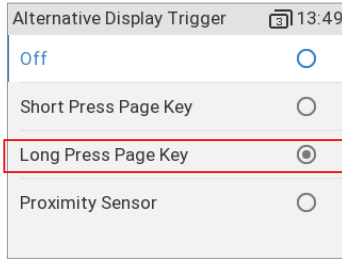 Alternative Display Trigger 3 13:49
Off
Short Press Page Key
Long Press Page Key
Proximity Sensor